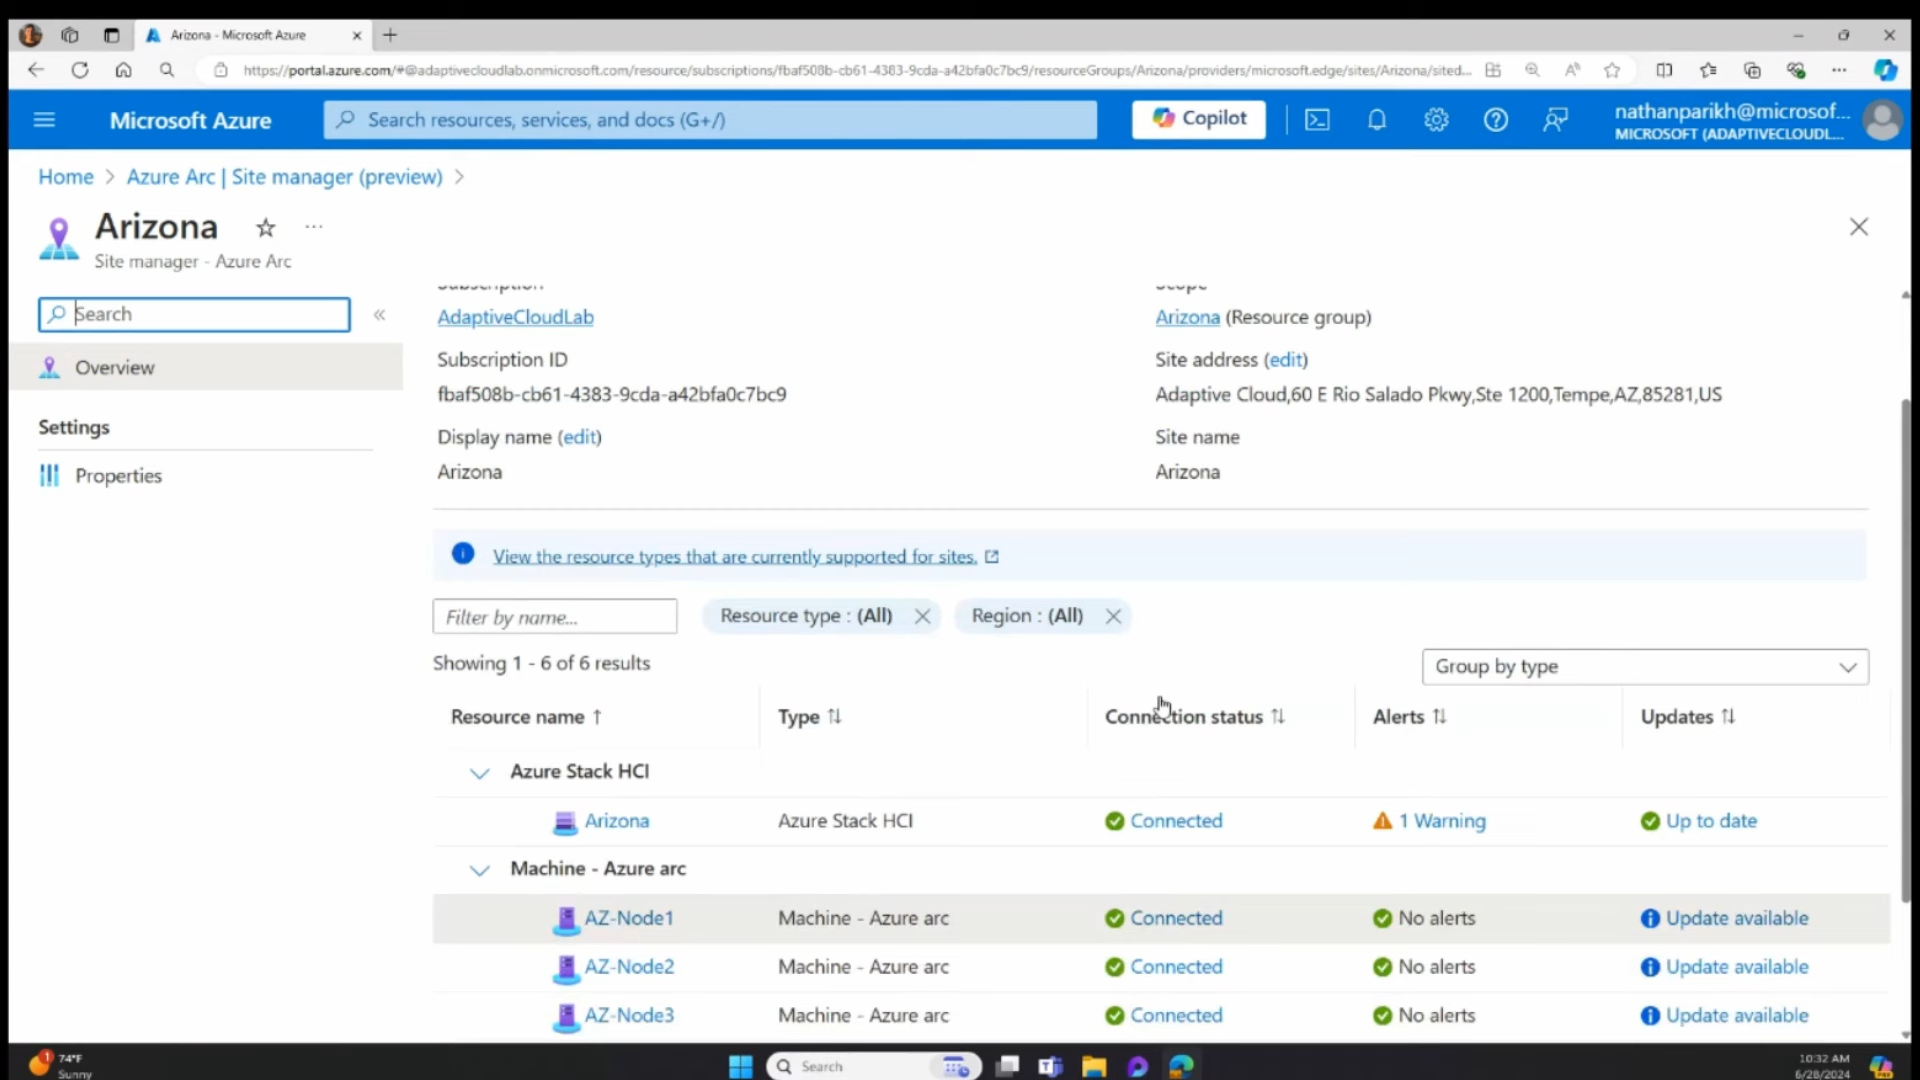 Arizona - Microsoft Azure
https://portal.azure.com/#@adaptivecloudlab.onmicrosoft.com/resource/subscriptions/fbaf508b-cb61-4383-9cda-a42bfa0c7bc9/resourceGroups/Arizona/providers/microsoft.edge/sites/Arizona/sited...
Microsoft Azure
Search resources, services, and docs (G+/)
Copilot
nathanparikh@microsof...
MICROSOFT (ADAPTIVECLOUDL...
Home > Azure Arc | Site manager (preview) >
Arizona
Site manager - Azure Arc
Search
Overview
Settings
Properties
Subscription
Scope
AdaptiveCloudLab
Arizona (Resource group)
Subscription ID
Site address (edit)
fbaf508b-cb61-4383-9cda-a42bfa0c7bc9
Adaptive Cloud,60 E Rio Salado Pkwy,Ste 1200,Tempe,AZ,85281,US
Display name (edit)
Site name
Arizona
Arizona
View the resource types that are currently supported for sites.
Filter by name...
Resource type : (All)
Region : (All)
Showing 1 - 6 of 6 results
Group by type
Resource name ↑ Type ↑↓ Connection status ↑↓ Alerts ↑↓ Updates ↑↓
Azure Stack HCI
Arizona Azure Stack HCI Connected 1 Warning Up to date
Machine - Azure arc
AZ-Node1 Machine - Azure arc Connected No alerts Update available
AZ-Node2 Machine - Azure arc Connected No alerts Update available
AZ-Node3 Machine - Azure arc Connected No alerts Update available
1
74°F
Sunny
Search
10:32 AM
6/28/2024